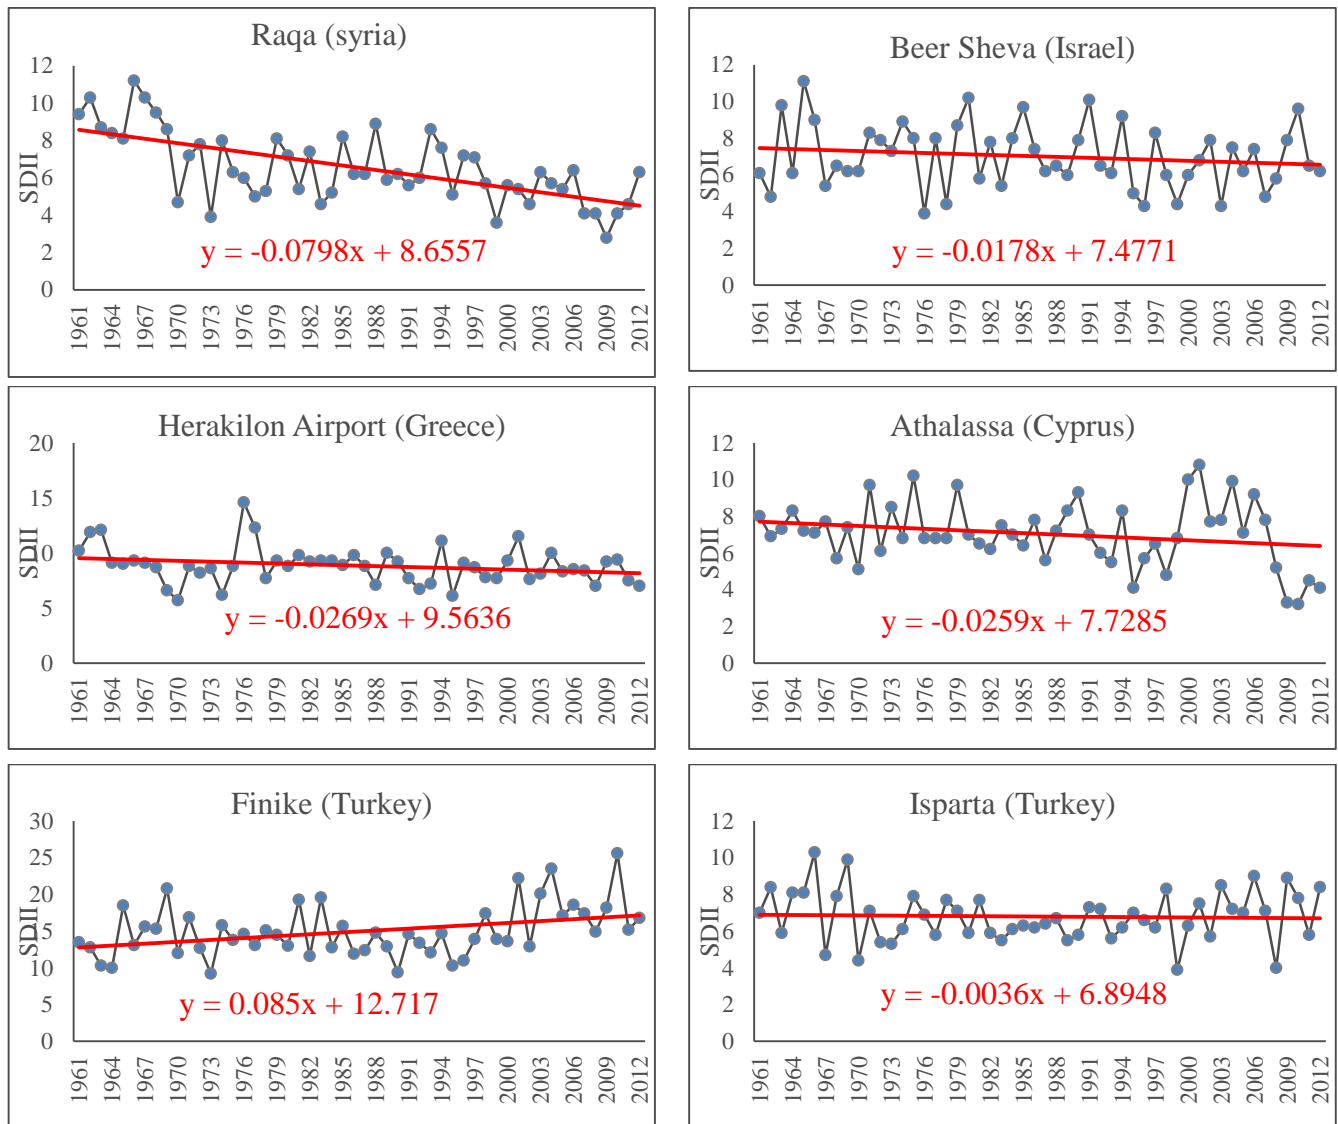 Raqa (syria)
12
10
8
6
4
2
0
SDII
y = -0.0798x + 8.6557
1961 1964 1967 1970 1973 1976 1979 1982 1985 1988 1991 1994 1997 2000 2003 2006 2009 2012
Beer Sheva (Israel)
12
10
8
6
4
2
0
SDII
y = -0.0178x + 7.4771
1961 1964 1967 1970 1973 1976 1979 1982 1985 1988 1991 1994 1997 2000 2003 2006 2009 2012
Herakilon Airport (Greece)
20
15
10
5
0
SDII
y = -0.0269x + 9.5636
1961 1964 1967 1970 1973 1976 1979 1982 1985 1988 1991 1994 1997 2000 2003 2006 2009 2012
Athalassa (Cyprus)
12
10
8
6
4
2
0
SDII
y = -0.0259x + 7.7285
1961 1964 1967 1970 1973 1976 1979 1982 1985 1988 1991 1994 1997 2000 2003 2006 2009 2012
Finike (Turkey)
30
25
20
15
10
5
0
SDII
y = 0.085x + 12.717
1961 1964 1967 1970 1973 1976 1979 1982 1985 1988 1991 1994 1997 2000 2003 2006 2009 2012
Isparta (Turkey)
12
10
8
6
4
2
0
SDII
y = -0.0036x + 6.8948
1961 1964 1967 1970 1973 1976 1979 1982 1985 1988 1991 1994 1997 2000 2003 2006 2009 2012